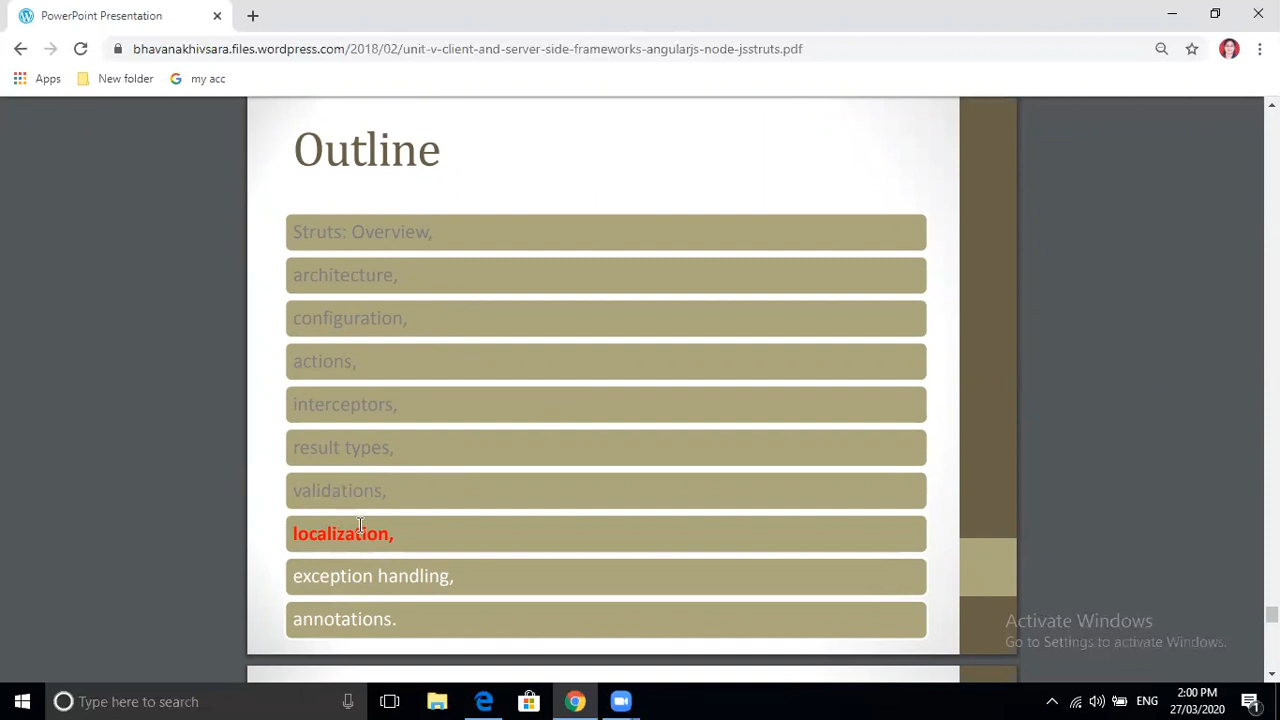 PowerPoint Presentation
bhavanakhivsara.files.wordpress.com/2018/02/unit-v-client-and-server-side-frameworks-angularjs-node-jsstruts.pdf
Apps
New folder
my acc
Outline
Struts: Overview,
architecture,
configuration,
actions,
interceptors,
result types,
validations,
localization,
exception handling,
annotations.
Activate Windows
Go to Settings to activate Windows.
Type here to search
ENG
2:00 PM
27/03/2020
1